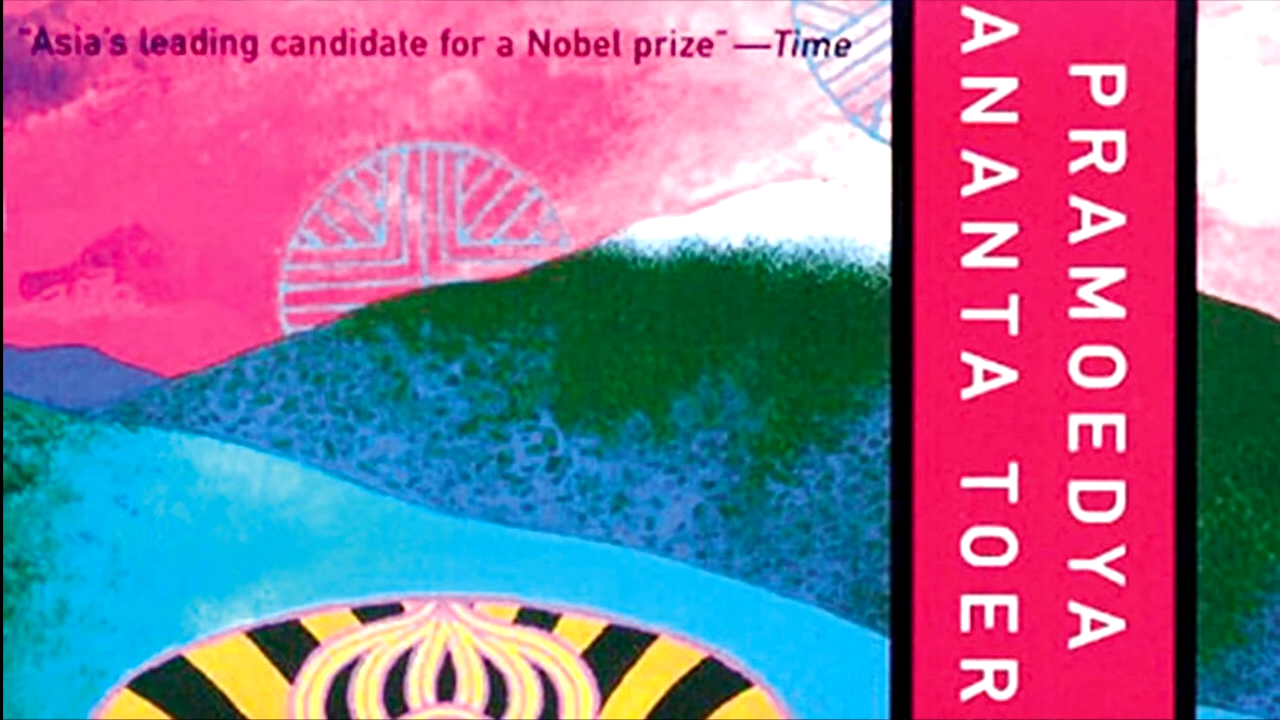 "Asia's leading candidate for a Nobel prize" —Time
PRAMOEDYA
ANANTA TOER